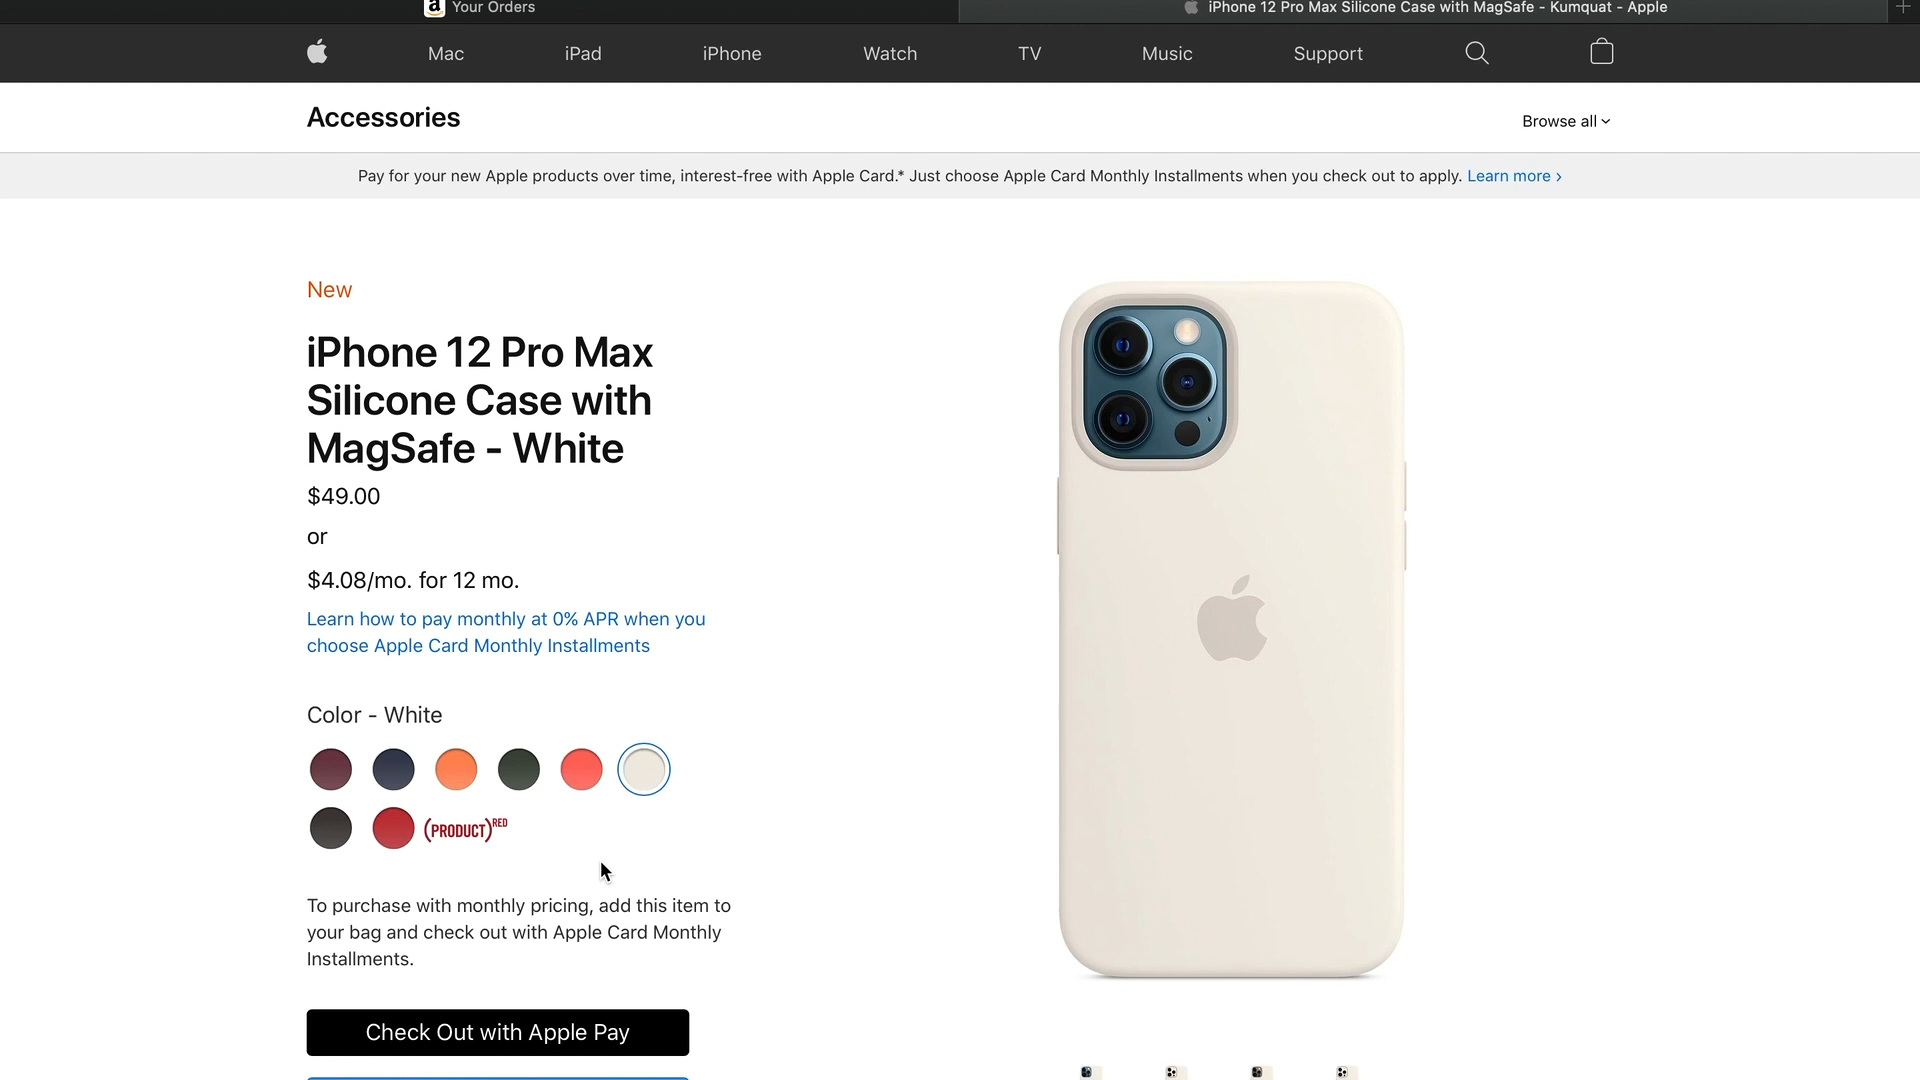 Your Orders
iPhone 12 Pro Max Silicone Case with MagSafe - Kumquat - Apple
Mac iPad iPhone Watch TV Music Support
Accessories
Browse all
Pay for your new Apple products over time, interest-free with Apple Card.* Just choose Apple Card Monthly Installments when you check out to apply. Learn more ›
New
iPhone 12 Pro Max
Silicone Case with
MagSafe - White
$49.00
or
$4.08/mo. for 12 mo.
Learn how to pay monthly at 0% APR when you
choose Apple Card Monthly Installments
Color - White
(PRODUCT)RED
To purchase with monthly pricing, add this item to
your bag and check out with Apple Card Monthly
Installments.
Check Out with Apple Pay